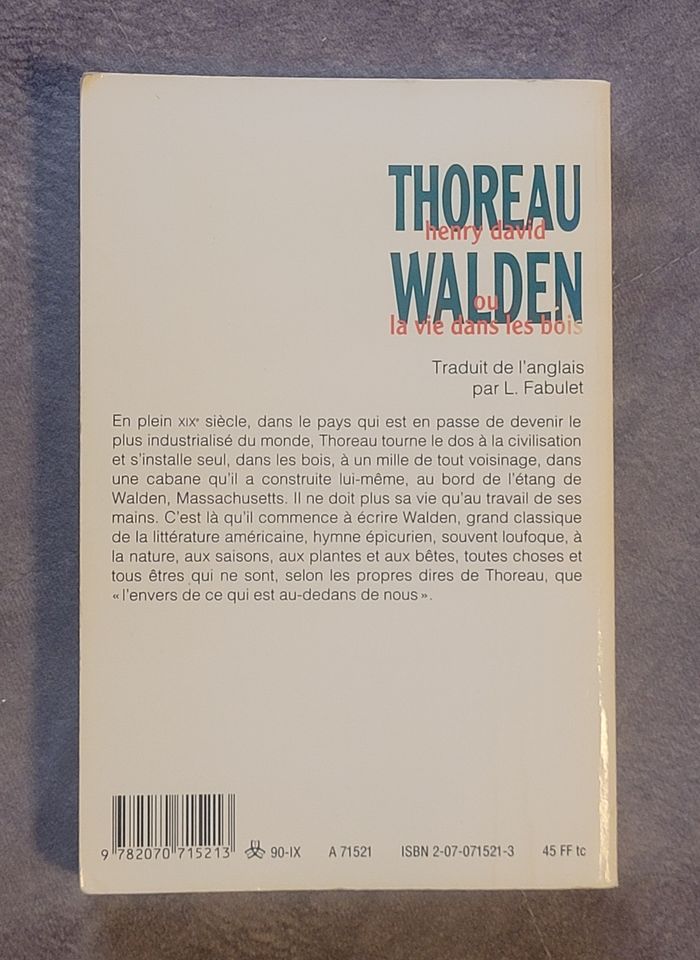 THOREAU
henry david
WALDEN
ou
la vie dans les bois
Traduit de l'anglais
par L. Fabulet
En plein XIXe siècle, dans le pays qui est en passe de devenir le
plus industrialisé du monde, Thoreau tourne le dos à la civilisation
et s'installe seul, dans les bois, à un mille de tout voisinage, dans
une cabane qu'il a construite lui-même, au bord de l'étang de
Walden, Massachusetts. Il ne doit plus sa vie qu'au travail de ses
mains. C'est là qu'il commence à écrire Walden, grand classique
de la littérature américaine, hymne épicurien, souvent loufoque, à
la nature, aux saisons, aux plantes et aux bêtes, toutes choses et
tous êtres qui ne sont, selon les propres dires de Thoreau, que
«l'envers de ce qui est au-dedans de nous».
9 782070 715213 90-IX A 71521 ISBN 2-07-071521-3 45 FF tc